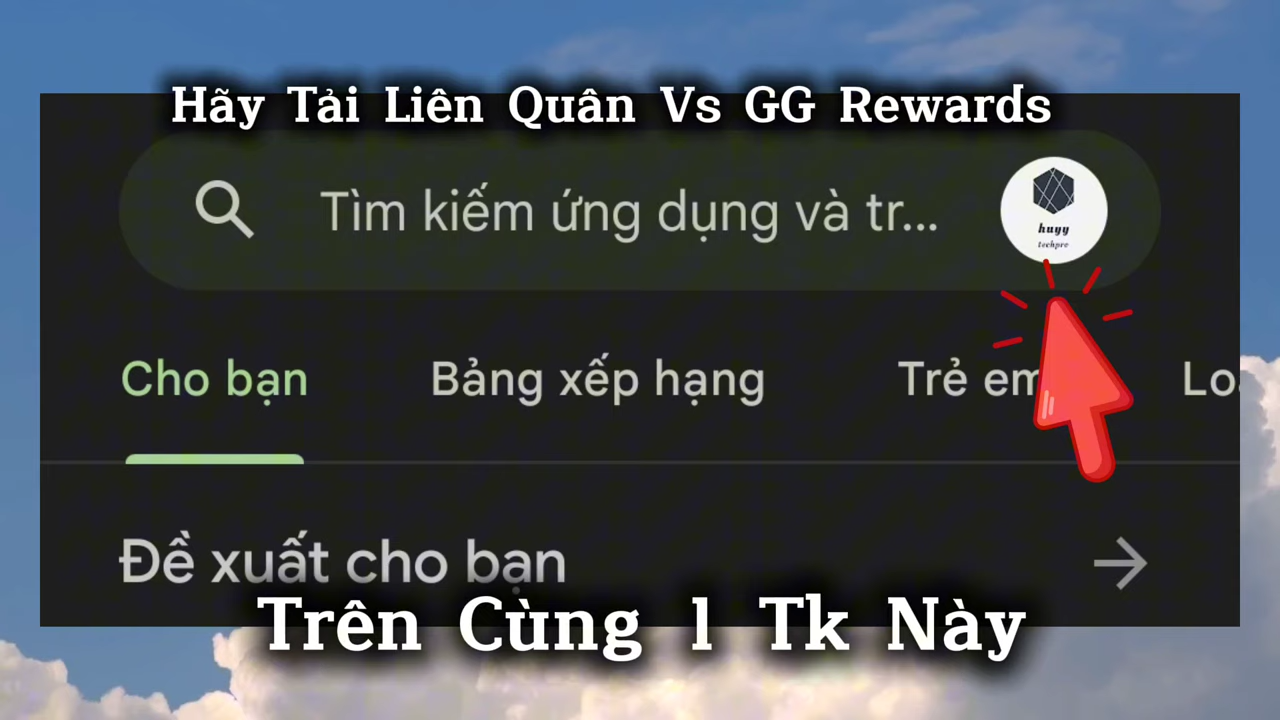 Hãy Tải Liên Quân Vs GG Rewards
Tìm kiếm ứng dụng và tr...
huyy
techpro
Cho bạn Bảng xếp hạng Trẻ em Lo
Đề xuất cho bạn
Trên Cùng 1 Tk Này